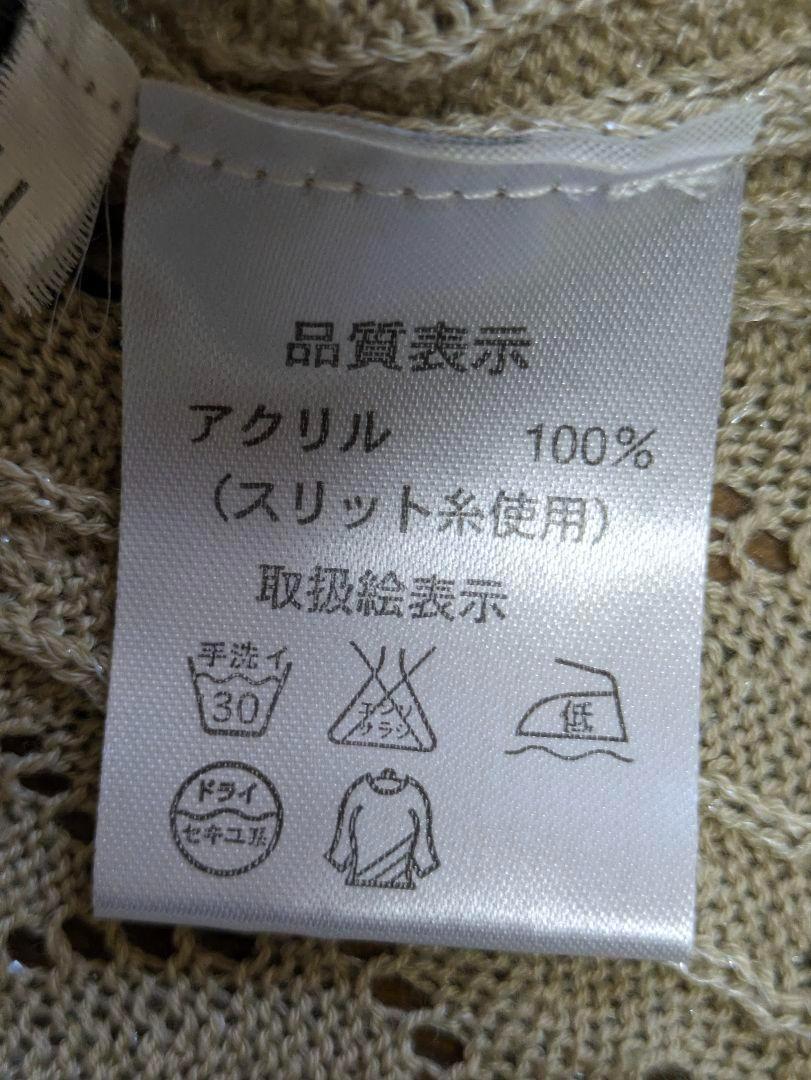 品質表示
アクリル 100%
(スリット糸使用)
取扱絵表示
手洗イ
30
エンソ
サラシ
低
ドライ
セキユ系